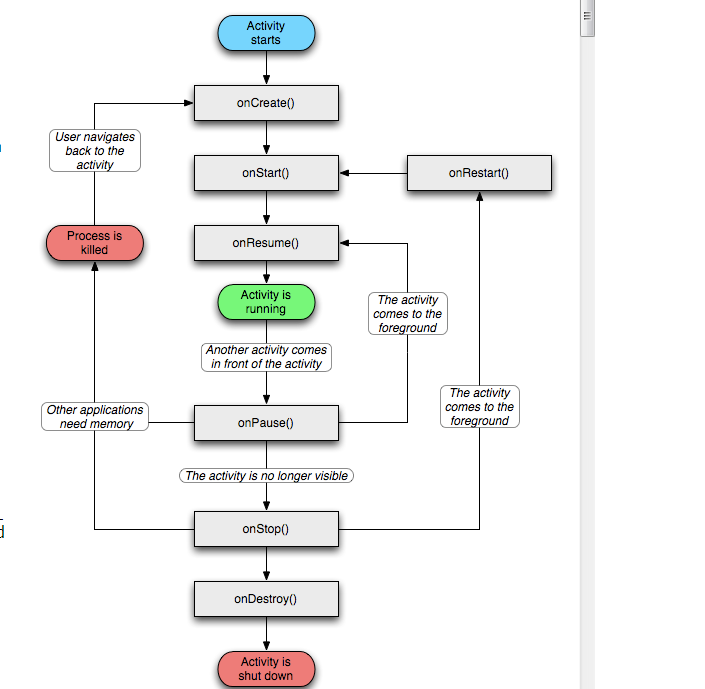 Activity
starts
onCreate()
User navigates
back to the
activity
onStart()
onRestart()
Process is
killed
onResume()
Activity is
running
The activity
comes to the
foreground
Another activity comes
in front of the activity
Other applications
need memory
onPause()
The activity
comes to the
foreground
The activity is no longer visible
onStop()
d
onDestroy()
Activity is
shut down